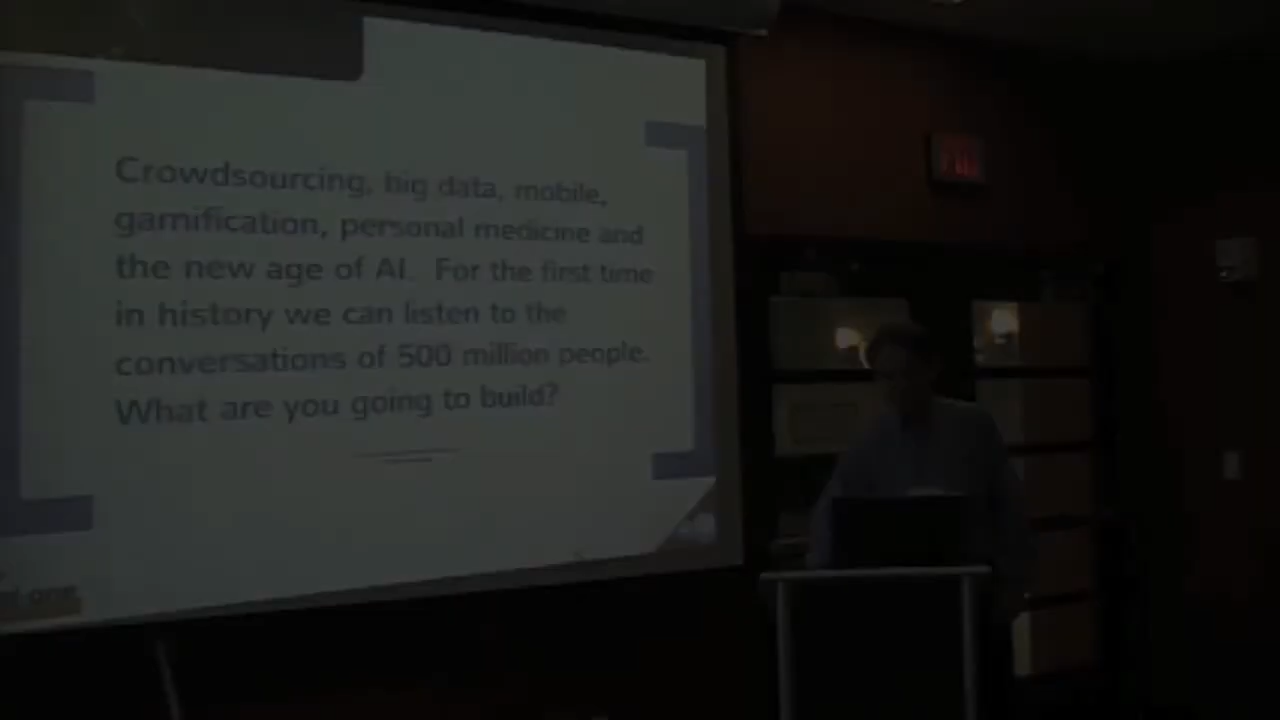 Crowdsourcing, big data, mobile,
gamification, personal medicine and
the new age of AI. For the first time
in history we can listen to the
conversations of 500 million people.
What are you going to build?